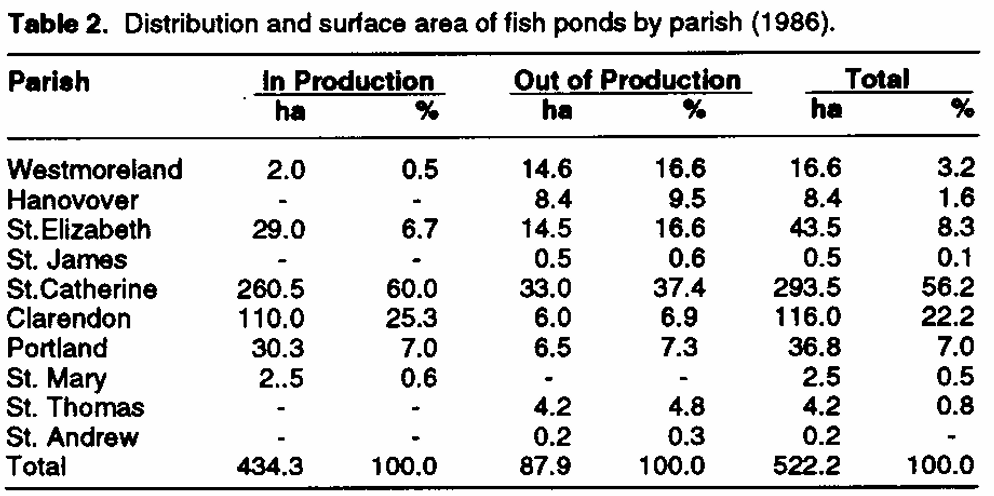 Table 2. Distribution and surface area of fish ponds by parish (1986).
Parish In Production Out of Production Total
ha % ha % ha %
Westmoreland 2.0 0.5 14.6 16.6 16.6 3.2
Hanovover - - 8.4 9.5 8.4 1.6
St.Elizabeth 29.0 6.7 14.5 16.6 43.5 8.3
St. James - - 0.5 0.6 0.5 0.1
St.Catherine 260.5 60.0 33.0 37.4 293.5 56.2
Clarendon 110.0 25.3 6.0 6.9 116.0 22.2
Portland 30.3 7.0 6.5 7.3 36.8 7.0
St. Mary 2..5 0.6 - - 2.5 0.5
St. Thomas - - 4.2 4.8 4.2 0.8
St. Andrew - - 0.2 0.3 0.2 -
Total 434.3 100.0 87.9 100.0 522.2 100.0